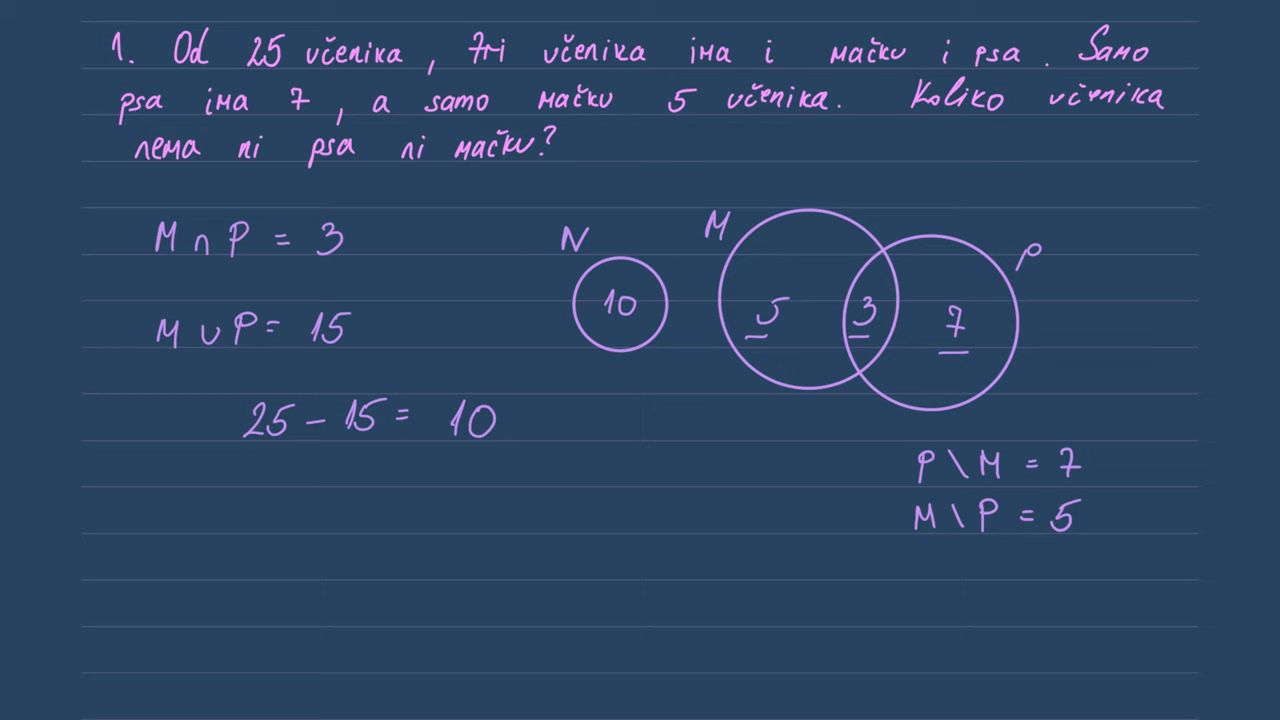 1. Od 25 učenika, tri učenika ima i mačku i psa. Samo
psa ima 7, a samo mačku 5 učenika. Koliko učenika
nema ni psa ni mačku?
M ∩ P = 3
N
M
P
10
5
3
7
M ∪ P = 15
25 - 15 = 10
P \ M = 7
M \ P = 5